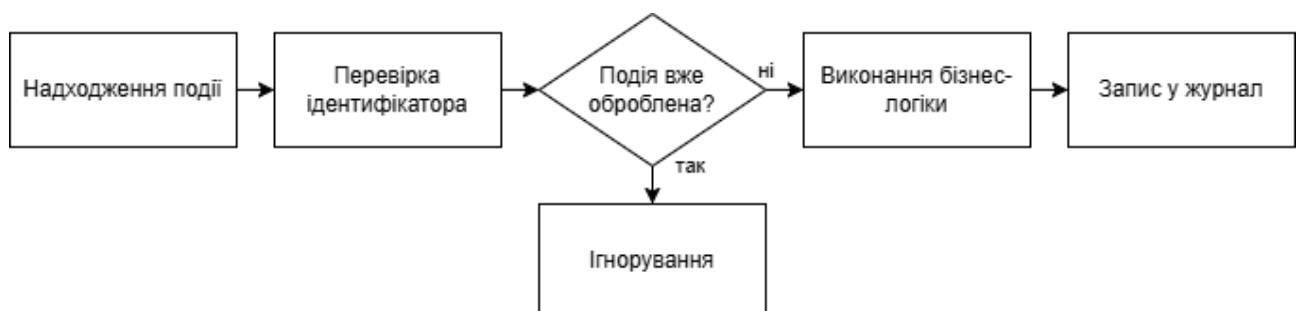 Надходження події
Перевірка
ідентифікатора
Подія вже
оброблена?
ні
Виконання бізнес-
логіки
Запис у журнал
так
Ігнорування